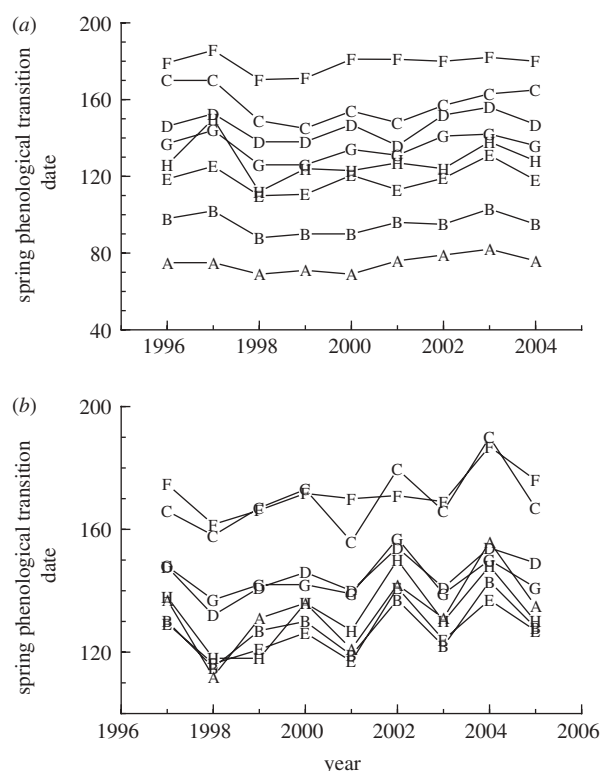 (a)
200
160
120
80
40
spring phenological transition
date
F F F F F F F F F
C C C C C C C C C
D D D D D D D D D
G G G G G G G G G
H H H H H H H H H
E E E E E E E E E
B B B B B B B B B
A A A A A A A A A
1996 1998 2000 2002 2004
(b)
200
160
120
spring phenological transition
date
1996 1998 2000 2002 2004 2006
year